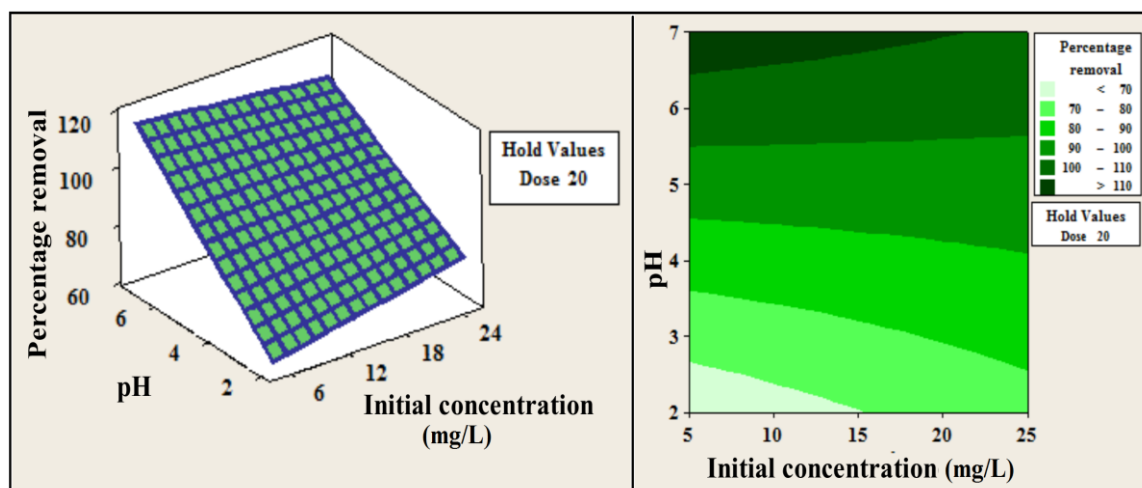 Percentage removal
120
100
80
60
6
4
2
pH
6
12
18
24
Initial concentration
(mg/L)
Hold Values
Dose 20
pH
7
6
5
4
3
2
5
10
15
20
25
Initial concentration (mg/L)
Percentage
removal
< 70
70 – 80
80 – 90
90 – 100
100 – 110
> 110
Hold Values
Dose 20